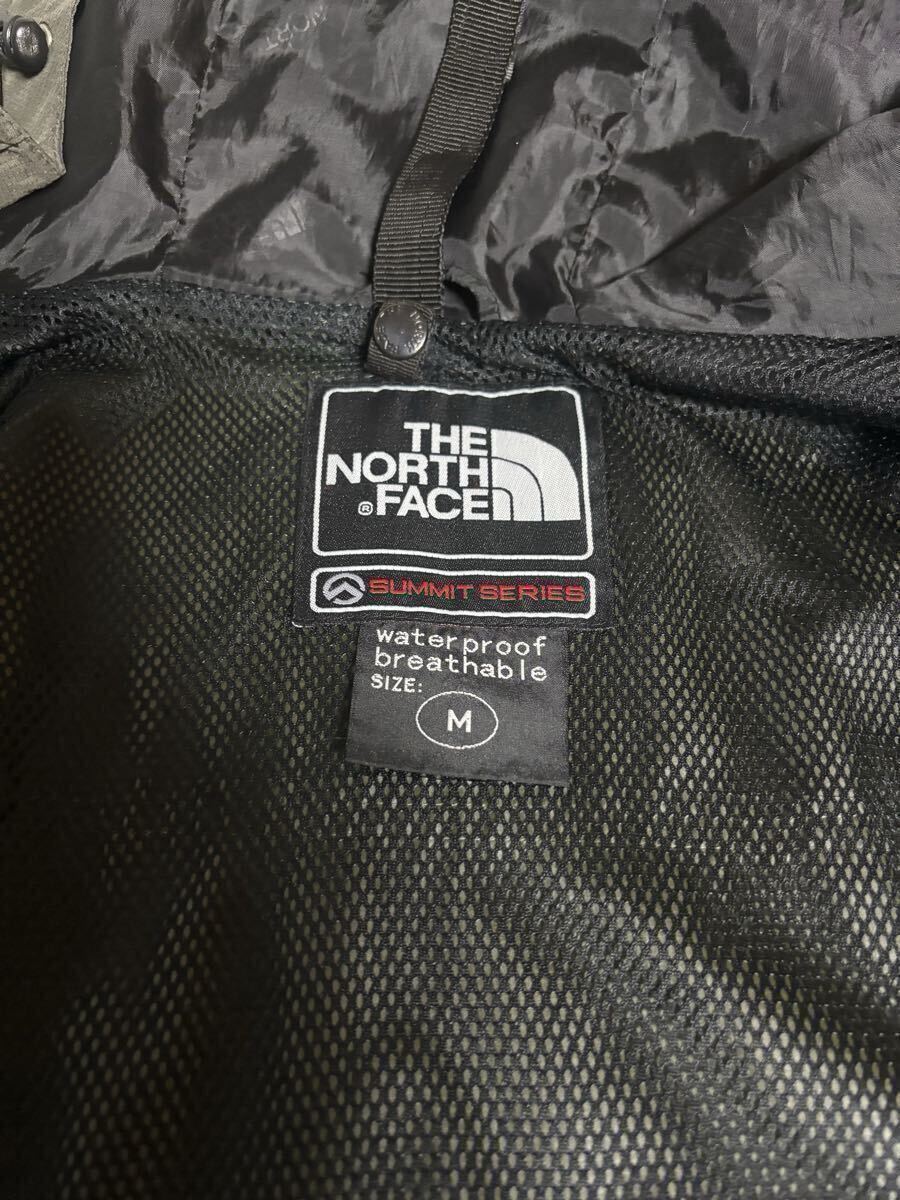 THE
NORTH
FACE
®
SUMMIT SERIES
waterproof
breathable
SIZE:
M